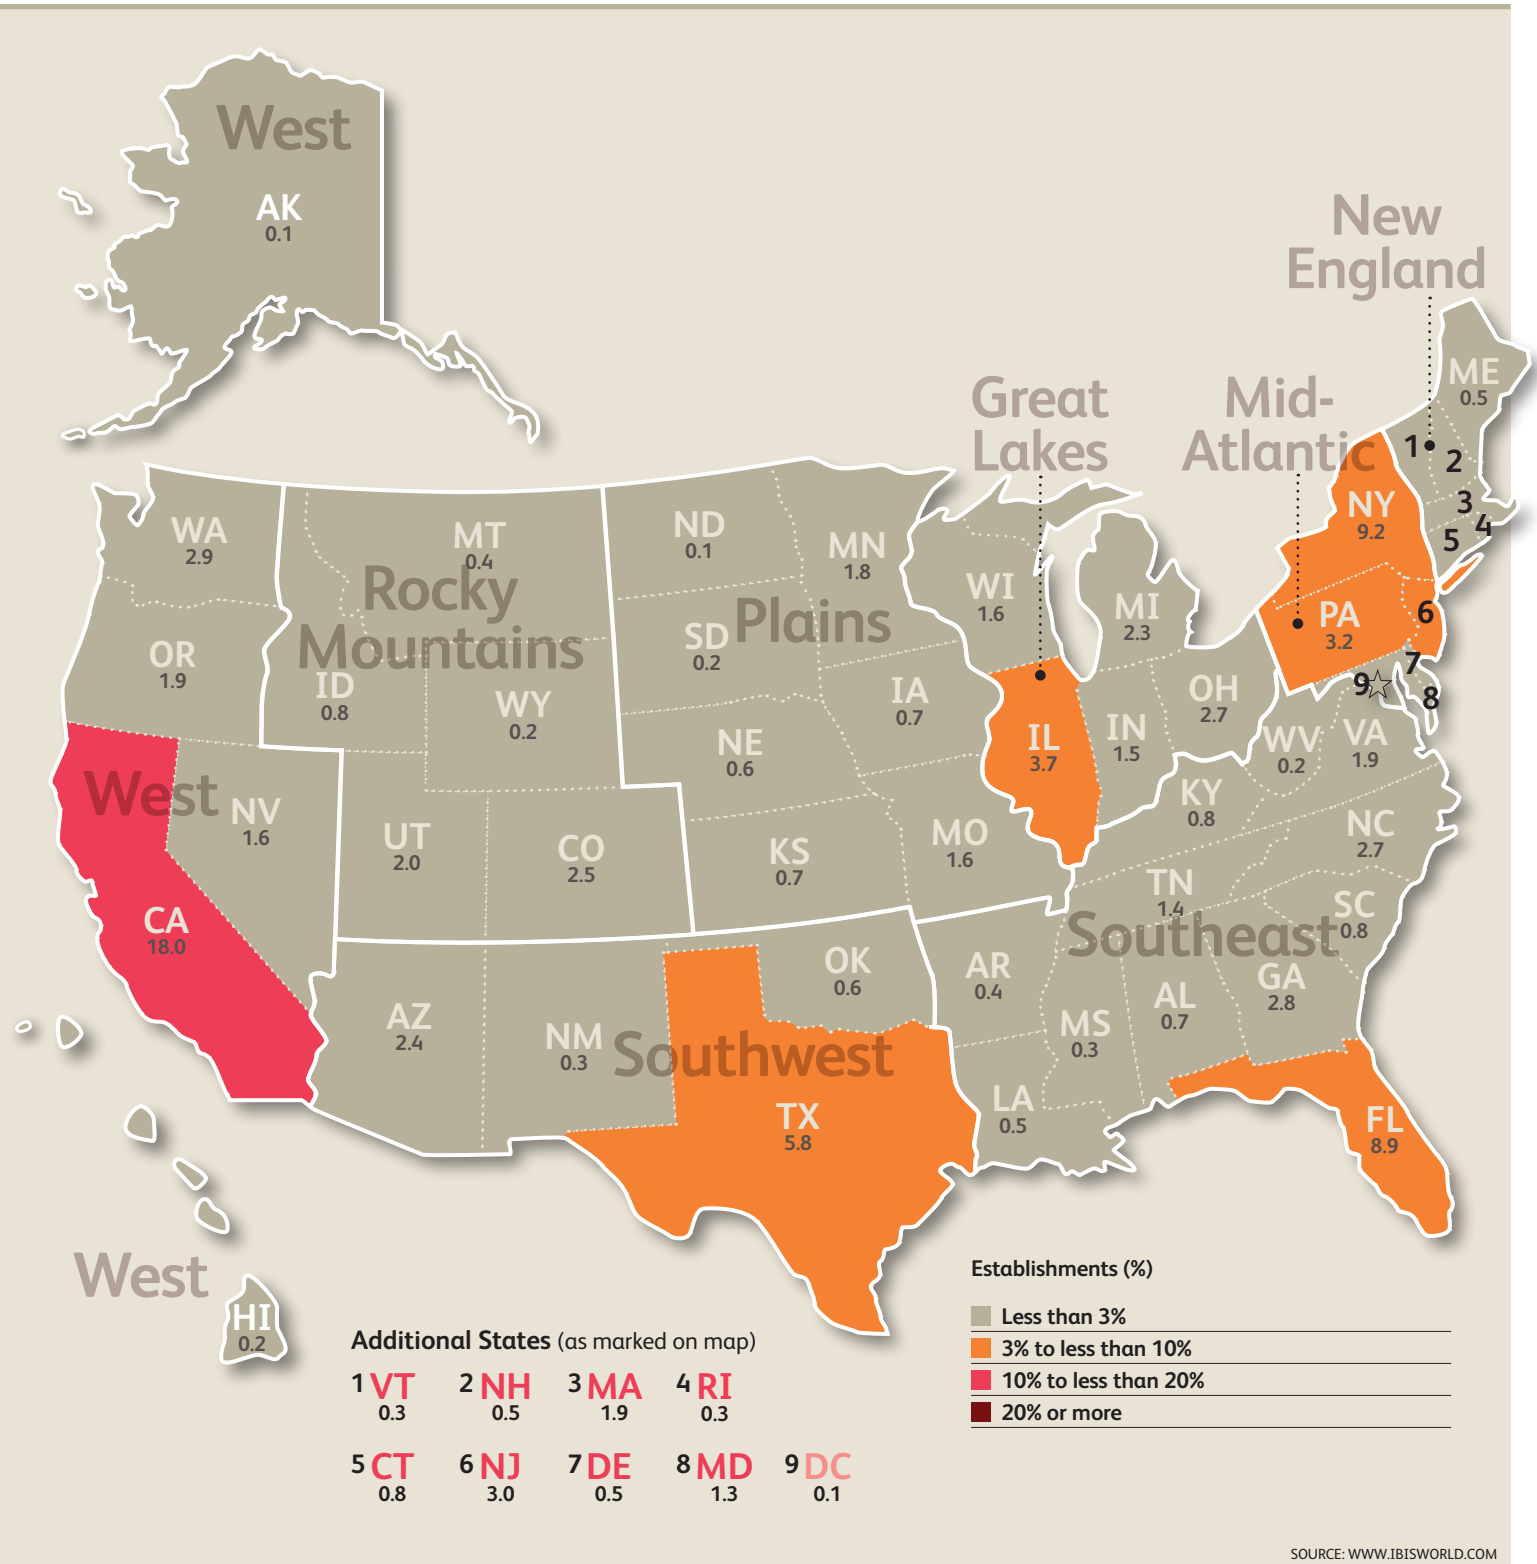 West
AK
0.1
New
England
ME
0.5
Great
Lakes
Mid-
Atlantic
1
2
3
4
5
NY
9.2
WA
2.9
MT
0.4
ND
0.1
MN
1.8
Rocky
Mountains
Plains
WI
1.6
MI
2.3
PA
3.2
6
7
8
9
OR
1.9
ID
0.8
WY
0.2
SD
0.2
IA
0.7
NE
0.6
IL
3.7
IN
1.5
OH
2.7
WV
0.2
VA
1.9
West
NV
1.6
UT
2.0
CO
2.5
KS
0.7
MO
1.6
KY
0.8
NC
2.7
TN
1.4
SC
0.8
CA
18.0
Southeast
AZ
2.4
NM
0.3
OK
0.6
AR
0.4
MS
0.3
AL
0.7
GA
2.8
Southwest
TX
5.8
LA
0.5
FL
8.9
West
HI
0.2
Additional States (as marked on map)
1 VT 2 NH 3 MA 4 RI
0.3 0.5 1.9 0.3
5 CT 6 NJ 7 DE 8 MD 9 DC
0.8 3.0 0.5 1.3 0.1
Establishments (%)
Less than 3%
3% to less than 10%
10% to less than 20%
20% or more
SOURCE: WWW.IBISWORLD.COM